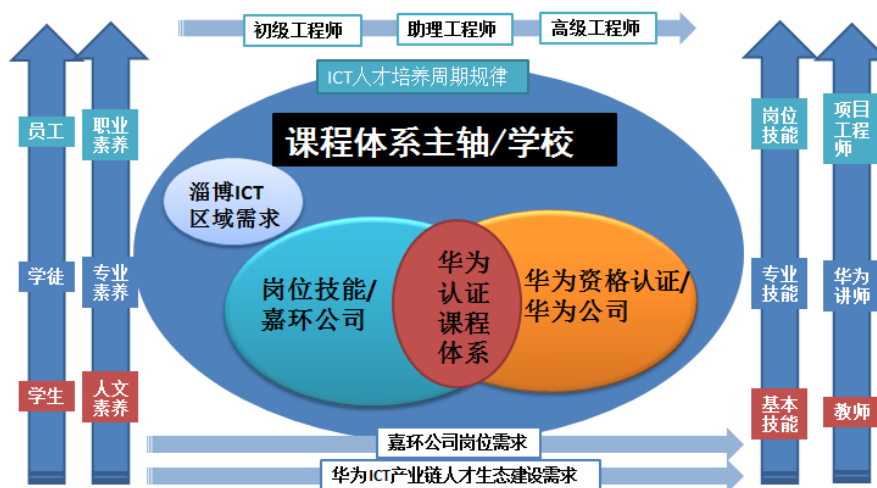 初级工程师
助理工程师
高级工程师
ICT人才培养周期规律
课程体系主轴/学校
淄博ICT
区域需求
岗位技能/
嘉环公司
华为
认证
课程
体系
华为资格认证/
华为公司
员工
学徒
学生
职业
素养
专业
素养
人文
素养
岗位
技能
专业
技能
基本
技能
项目
工程
师
华为
讲师
教师
嘉环公司岗位需求
华为ICT产业链人才生态建设需求